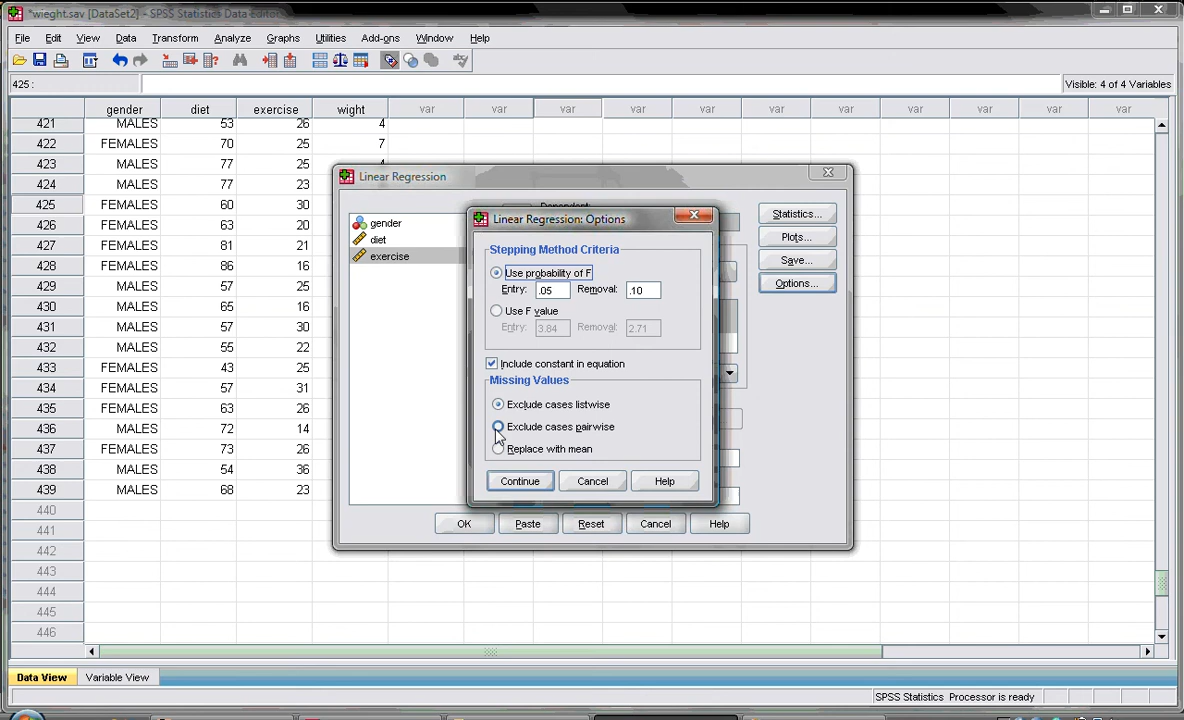 *wieght.sav [DataSet2] - SPSS Statistics Data Editor
File Edit View Data Transform Analyze Graphs Utilities Add-ons Window Help
425 :
Visible: 4 of 4 Variables
gender diet exercise wight var var var var var var var var var var
421 MALES 53 26 4
422 FEMALES 70 25 7
423 MALES 77 25 4
424 MALES 77 23
425 FEMALES 60 30
426 FEMALES 63 20
427 FEMALES 81 21
428 FEMALES 86 16
429 MALES 57 25
430 MALES 65 16
431 MALES 57 30
432 MALES 55 22
433 FEMALES 43 25
434 FEMALES 57 31
435 FEMALES 63 26
436 MALES 72 14
437 FEMALES 73 26
438 MALES 54 36
439 MALES 68 23
440
441
442
443
444
445
446
Linear Regression
Dependent:
gender
diet
exercise
Statistics...
Plots...
Save...
Options...
OK Paste Reset Cancel Help
Linear Regression: Options
Stepping Method Criteria
Use probability of F
Entry: .05 Removal: .10
Use F value
Entry: 3.84 Removal: 2.71
Include constant in equation
Missing Values
Exclude cases listwise
Exclude cases pairwise
Replace with mean
Continue Cancel Help
Data View Variable View
SPSS Statistics Processor is ready